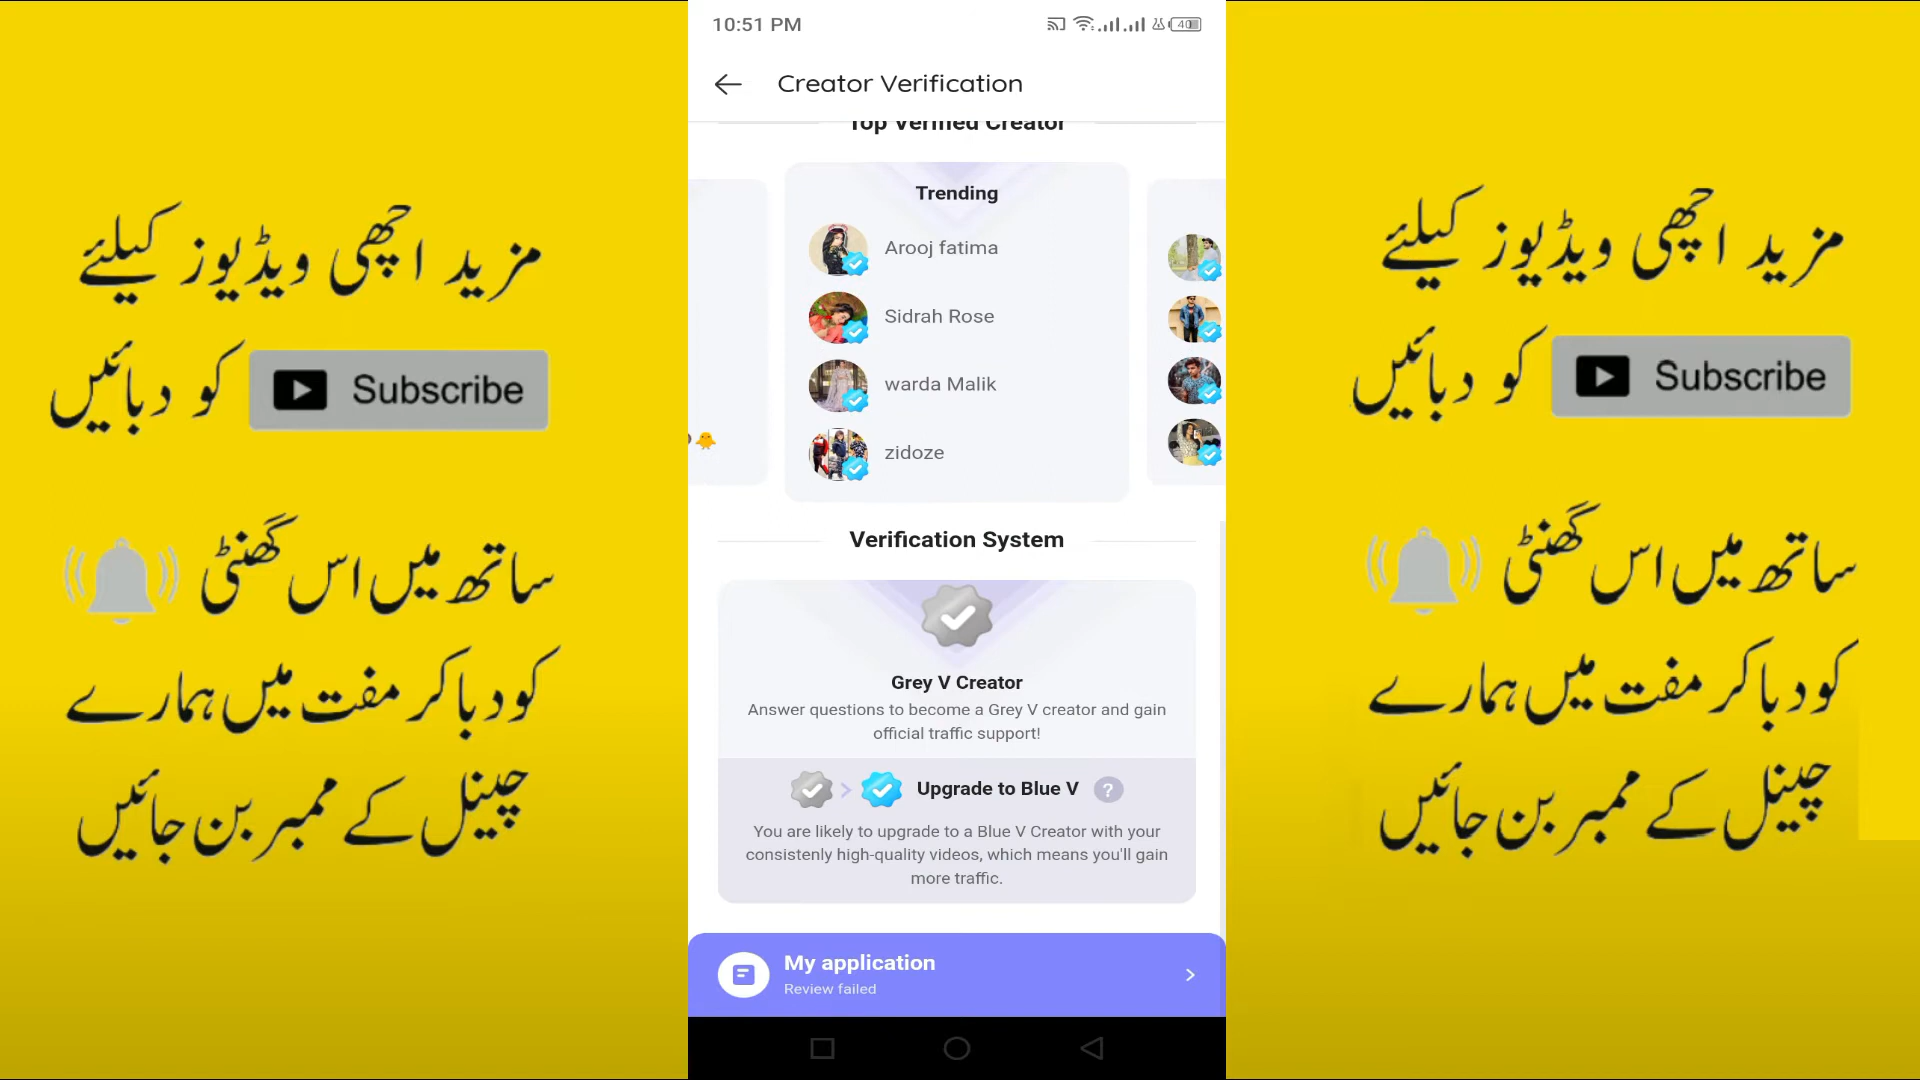 مزید اچھی ویڈیوز کیلئے
Subscribe کو دبائیں
ساتھ میں اس گھنٹی
کو دبا کر مفت میں ہمارے
چینل کے ممبر بن جائیں
10:51 PM
40
Creator Verification
Top Verified Creator
Trending
Arooj fatima
Sidrah Rose
warda Malik
zidoze
Verification System
Grey V Creator
Answer questions to become a Grey V creator and gain
official traffic support!
Upgrade to Blue V ?
You are likely to upgrade to a Blue V Creator with your
consistenly high-quality videos, which means you'll gain
more traffic.
My application
Review failed
مزید اچھی ویڈیوز کیلئے
Subscribe کو دبائیں
ساتھ میں اس گھنٹی
کو دبا کر مفت میں ہمارے
چینل کے ممبر بن جائیں